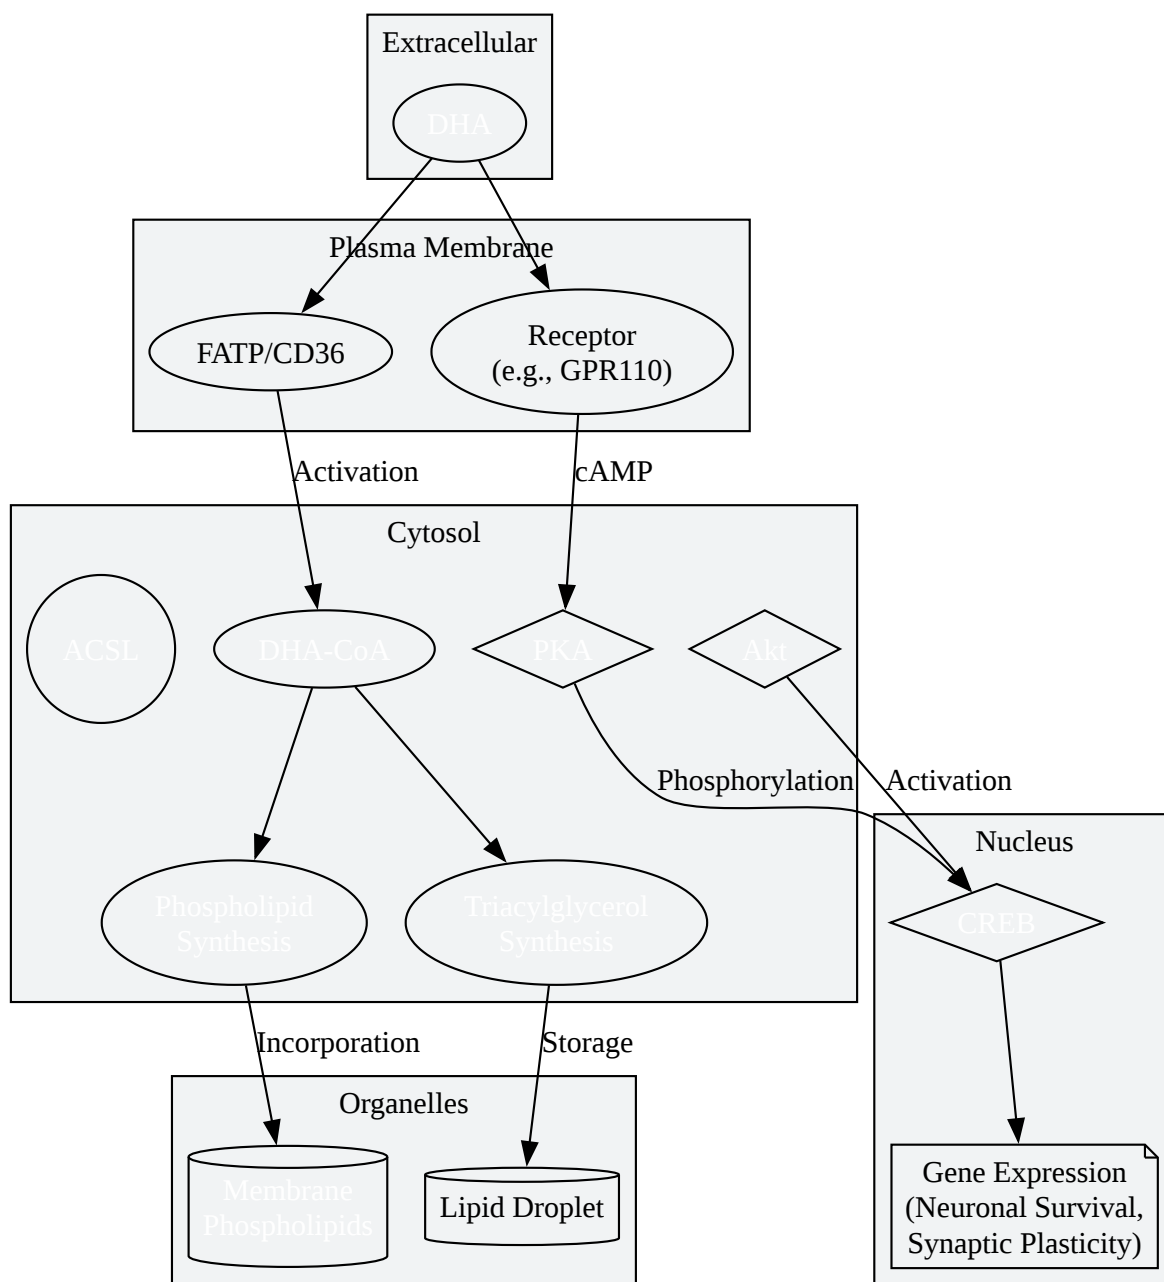 Extracellular
DHA
Plasma Membrane
FATP/CD36
Receptor
(e.g., GPR110)
Activation
cAMP
Cytosol
ACSL
DHA-CoA
PKA
Akt
Phosphorylation
Activation
Nucleus
Phospholipid
Synthesis
Triacylglycerol
Synthesis
CREB
Incorporation
Storage
Organelles
Membrane
Phospholipids
Lipid Droplet
Gene Expression
(Neuronal Survival,
Synaptic Plasticity)